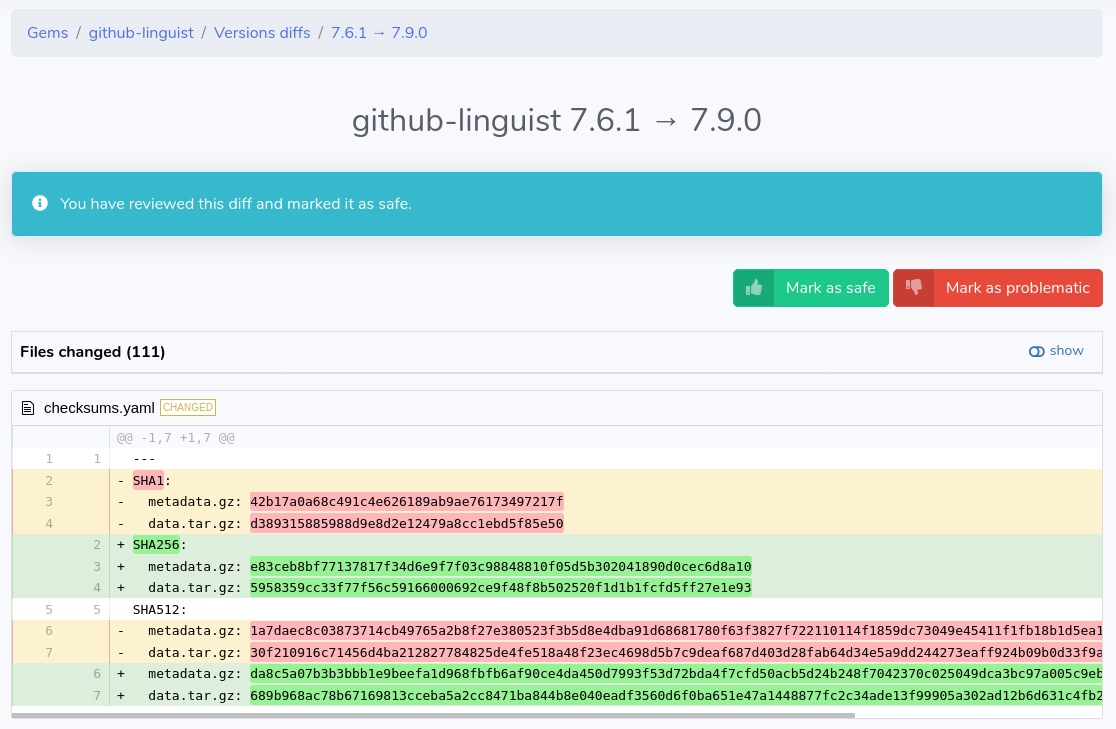 Gems / github-linguist / Versions diffs / 7.6.1 → 7.9.0
github-linguist 7.6.1 → 7.9.0
You have reviewed this diff and marked it as safe.
Mark as safe Mark as problematic
Files changed (111) show
checksums.yaml CHANGED
@@ -1,7 +1,7 @@
1 1 ---
2 - SHA1:
3 - metadata.gz: 42b17a0a68c491c4e626189ab9ae76173497217f
4 - data.tar.gz: d389315885988d9e8d2e12479a8cc1ebd5f85e50
2 + SHA256:
3 + metadata.gz: e83ceb8bf77137817f34d6e9f7f03c98848810f05d5b302041890d0cec6d8a10
4 + data.tar.gz: 5958359cc33f77f56c59166000692ce9f48f8b502520f1d1b1fcfd5ff27e1e93
5 5 SHA512:
6 - metadata.gz: 1a7daec8c03873714cb49765a2b8f27e380523f3b5d8e4dba91d68681780f63f3827f722110114f1859dc73049e45411f1fb18b1d5ea1
7 - data.tar.gz: 30f210916c71456d4ba212827784825de4fe518a48f23ec4698d5b7c9deaf687d403d28fab64d34e5a9dd244273eaff924b09b0d33f9a
6 + metadata.gz: da8c5a07b3b3bbb1e9beefa1d968fbfb6af90ce4da450d7993f53d72bda4f7cfd50acb5d24b248f7042370c025049dca3bc97a005c9eb
7 + data.tar.gz: 689b968ac78b67169813cceba5a2cc8471ba844b8e040eadf3560d6f0ba651e47a1448877fc2c34ade13f99905a302ad12b6d631c4fb2